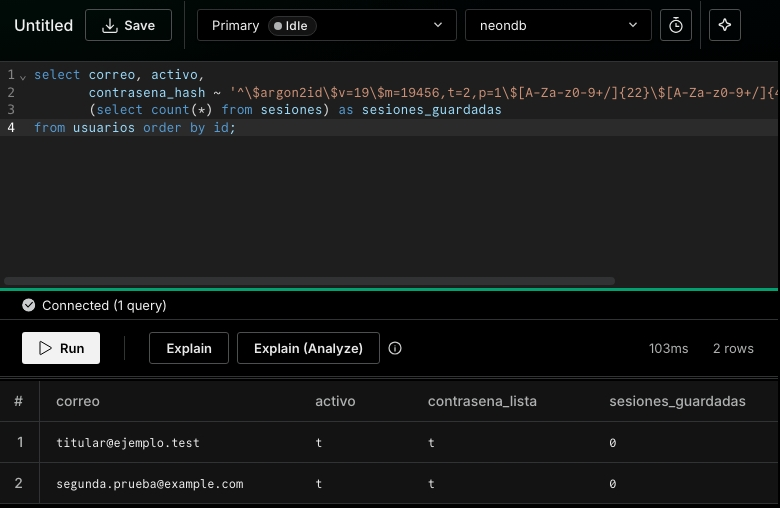 Untitled Save Primary Idle neondb
1 select correo, activo,
2 contrasena_hash ~ '^\$argon2id\$v=19\$m=19456,t=2,p=1\$[A-Za-z0-9+/]{22}\$[A-Za-z0-9+/]{4
3 (select count(*) from sesiones) as sesiones_guardadas
4 from usuarios order by id;
Connected (1 query)
Run Explain Explain (Analyze) 103ms 2 rows
# correo activo contrasena_lista sesiones_guardadas
1 titular@ejemplo.test t t 0
2 segunda.prueba@example.com t t 0